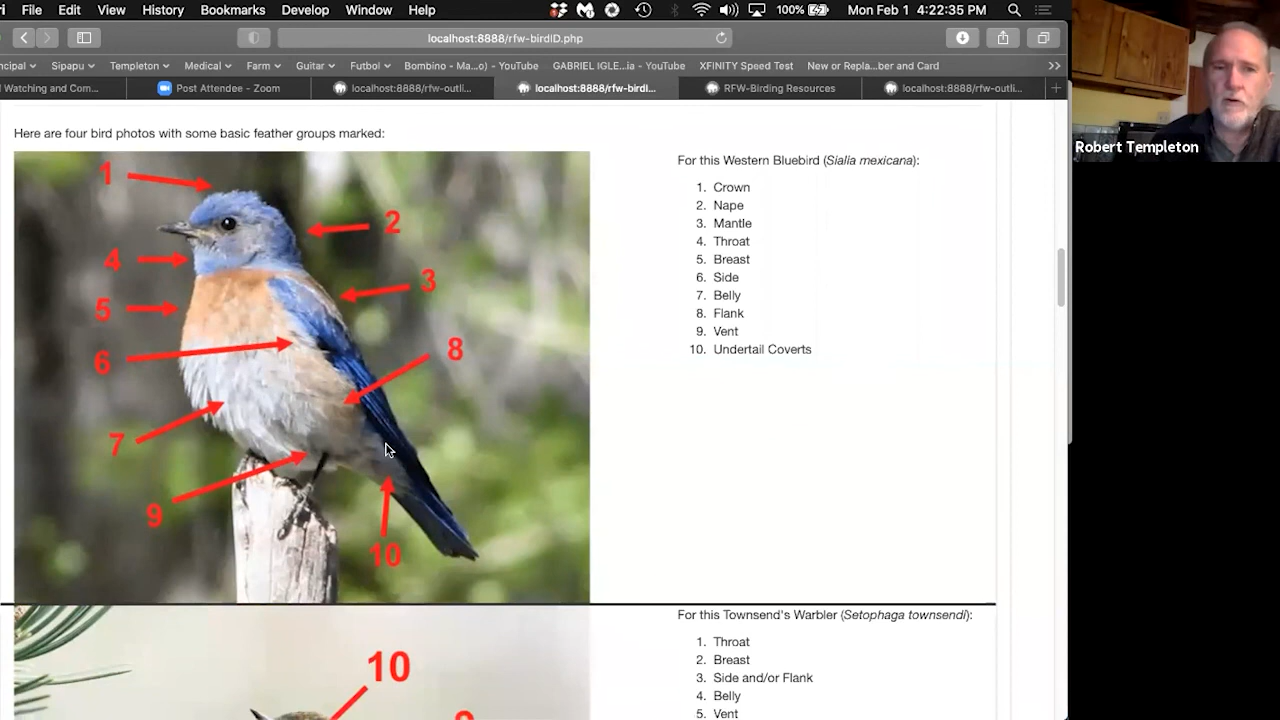 File Edit View History Bookmarks Develop Window Help 100% Mon Feb 1 4:22:35 PM
localhost:8888/rfw-birdID.php
Sipapu Templeton Medical Farm Guitar Futbol Bombino - Ma...o) - YouTube GABRIEL IGLE...ia - YouTube XFINITY Speed Test New or Repla...ber and Card
Watching and Com... Post Attendee - Zoom localhost:8888/rfw-outli... localhost:8888/rfw-birdI... RFW-Birding Resources localhost:8888/rfw-outli...
Robert Templeton
Here are four bird photos with some basic feather groups marked:
1
2
3
4
5
6
7
8
9
10
For this Western Bluebird (Sialia mexicana):
1. Crown
2. Nape
3. Mantle
4. Throat
5. Breast
6. Side
7. Belly
8. Flank
9. Vent
10. Undertail Coverts
10
For this Townsend's Warbler (Setophaga townsendi):
1. Throat
2. Breast
3. Side and/or Flank
4. Belly
5. Vent